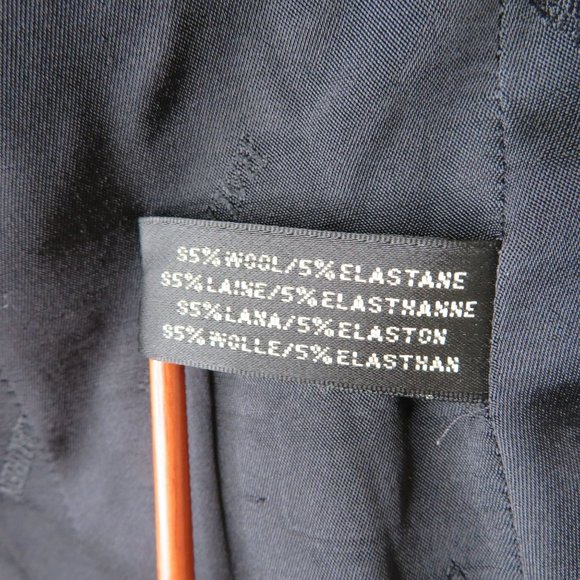 95% WOOL/5% ELASTANE
95% LAINE/5% ELASTHANNE
95% LANA/5% ELASTON
95% WOLLE/5% ELASTHAN